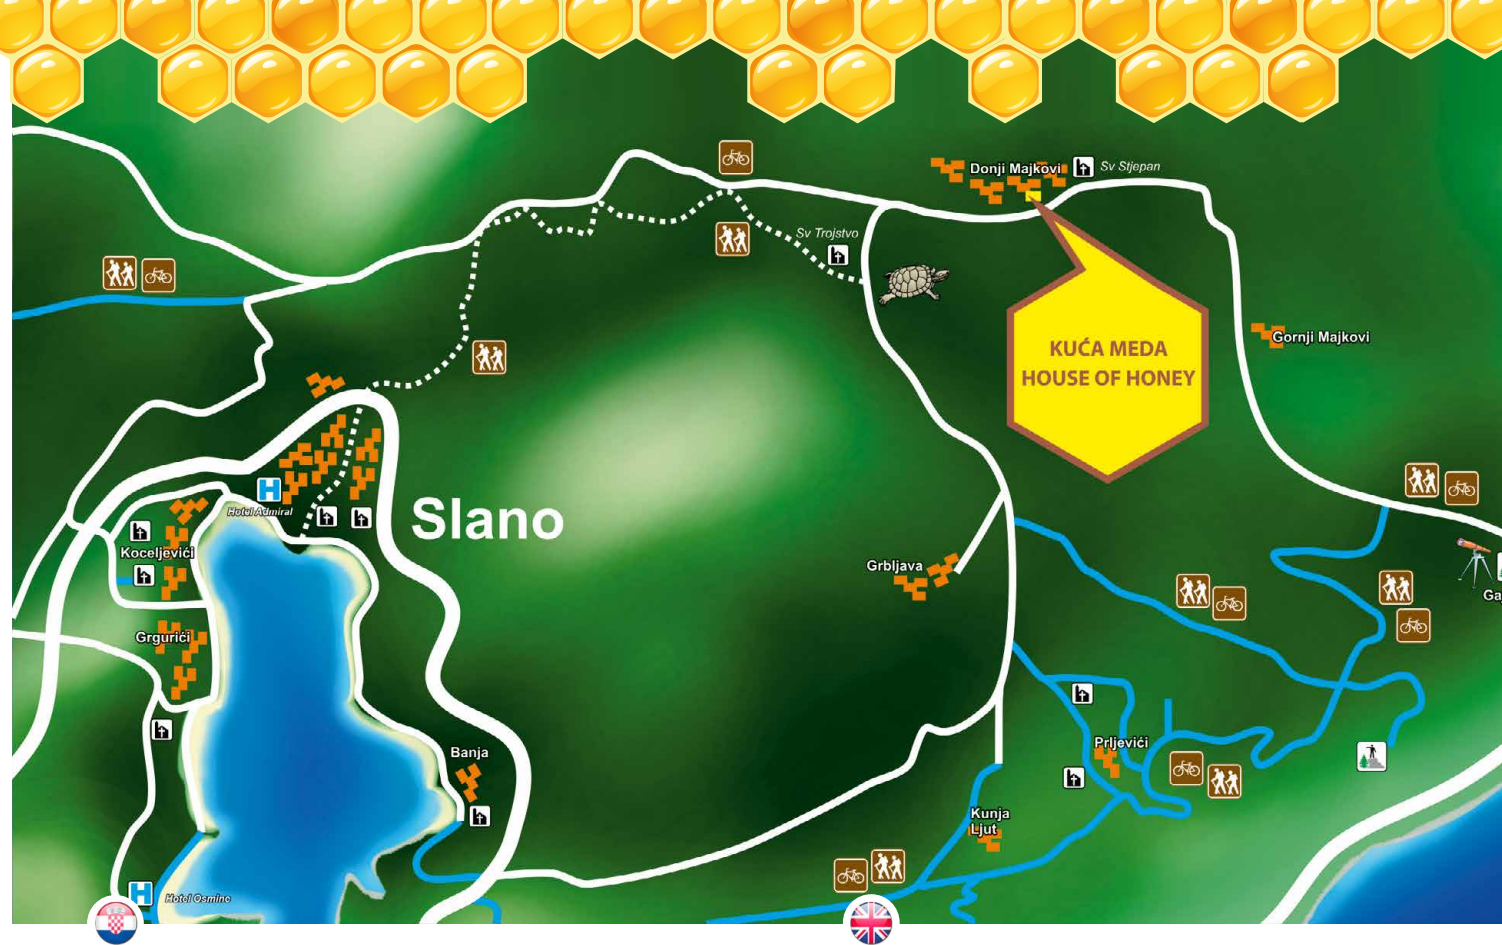 Donji Majkovi
Sv Stjepan
Sv Trojstvo
KUĆA MEDA
HOUSE OF HONEY
Gornji Majkovi
Hotel Admiral
Slano
Koceljevići
Grbljava
Ga
Grgurići
Banja
Prljevići
Kunja
Ljut
Hotel Osmine